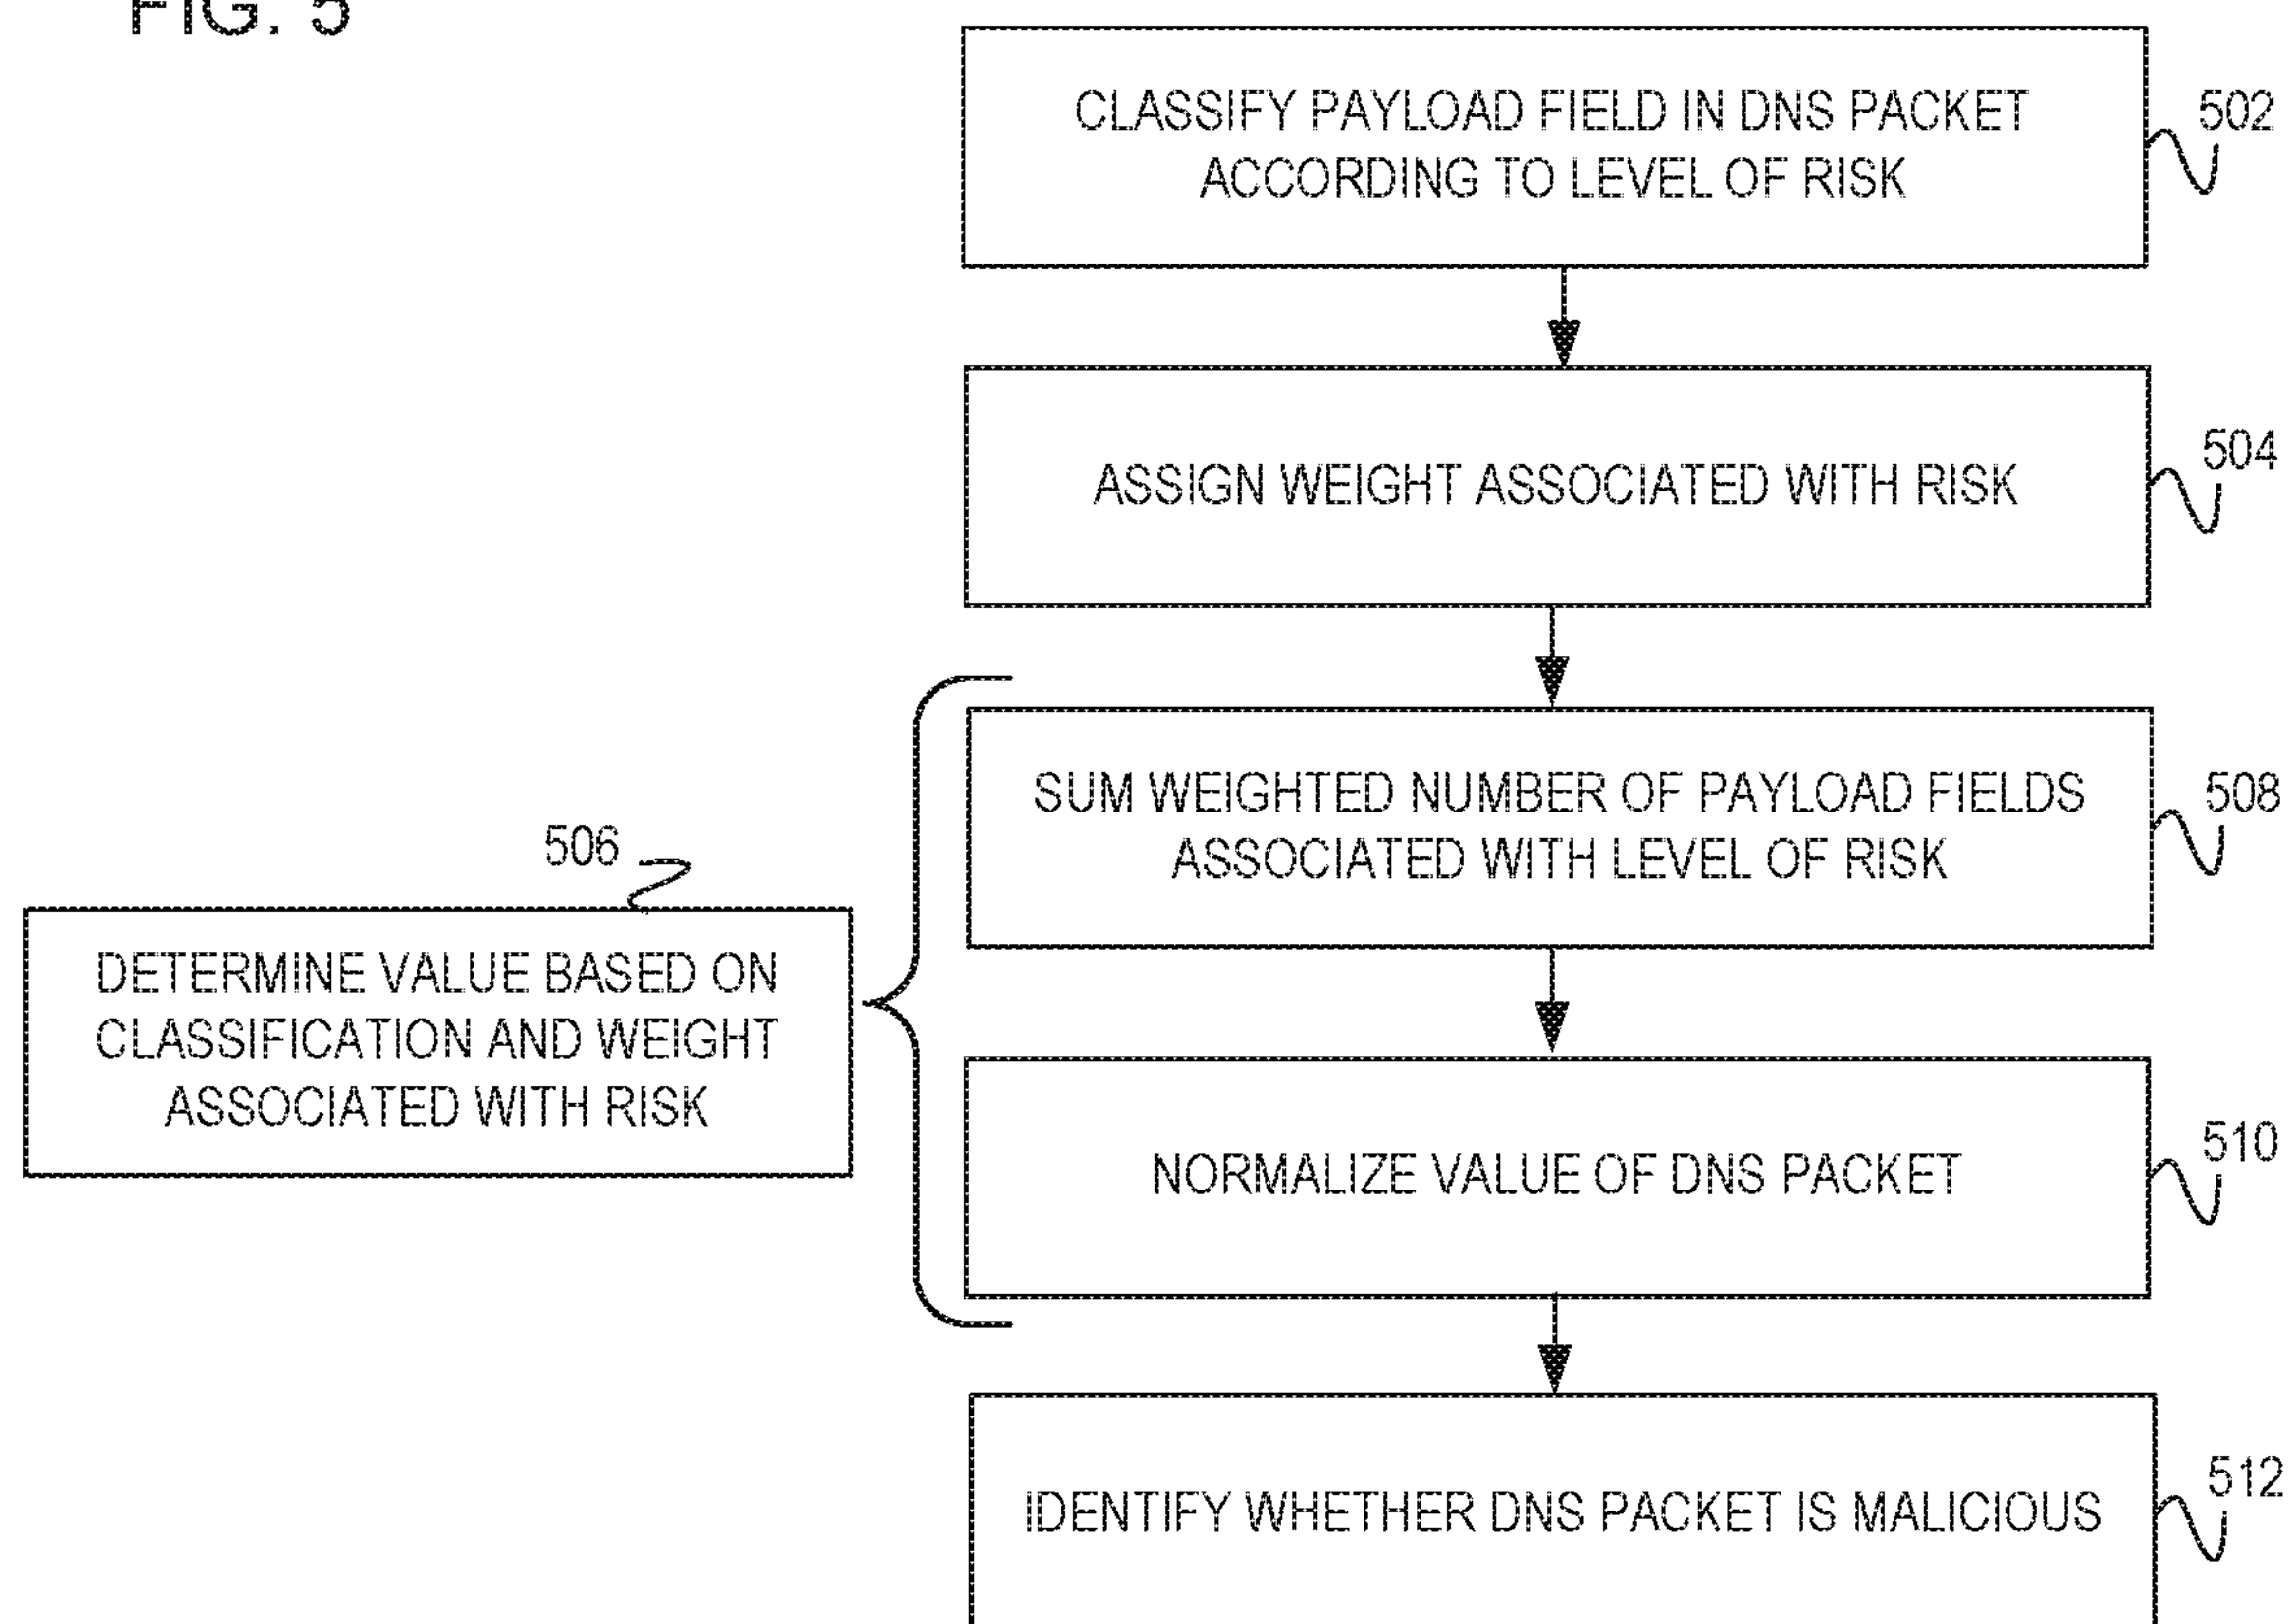 FIG. 5
CLASSIFY PAYLOAD FIELD IN DNS PACKET
ACCORDING TO LEVEL OF RISK
502
ASSIGN WEIGHT ASSOCIATED WITH RISK
504
SUM WEIGHTED NUMBER OF PAYLOAD FIELDS
ASSOCIATED WITH LEVEL OF RISK
508
506
DETERMINE VALUE BASED ON
CLASSIFICATION AND WEIGHT
ASSOCIATED WITH RISK
NORMALIZE VALUE OF DNS PACKET
510
IDENTIFY WHETHER DNS PACKET IS MALICIOUS
512